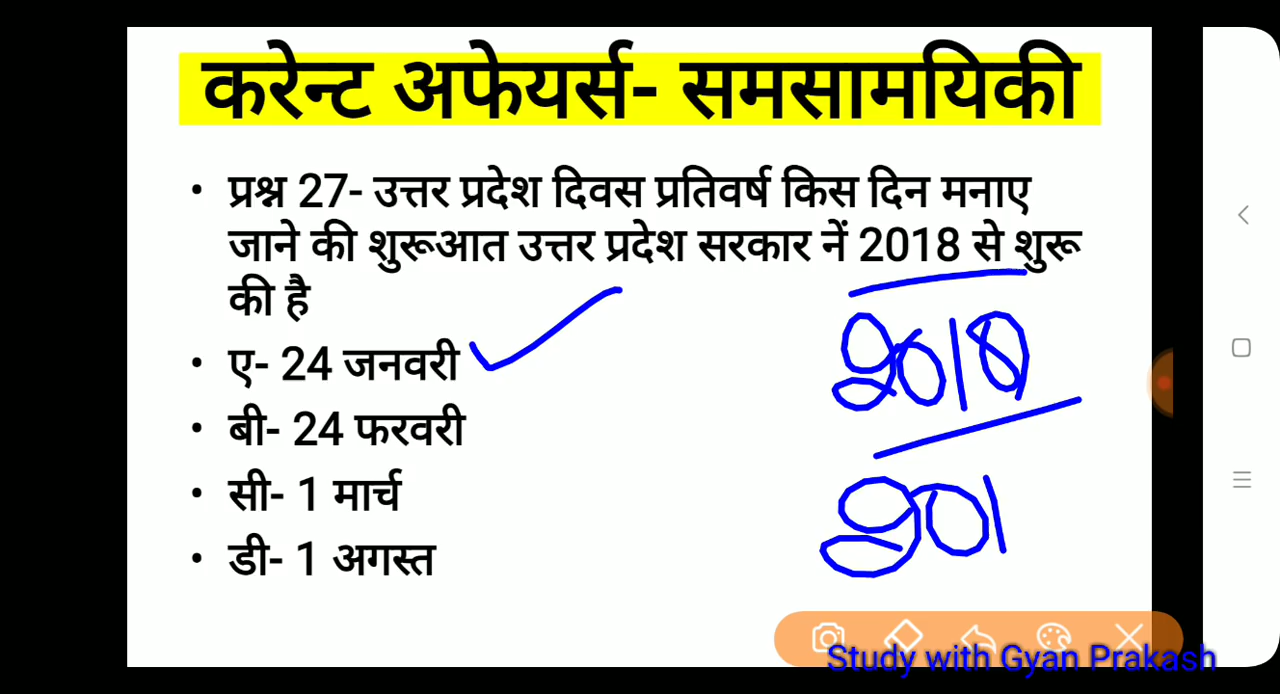 करेन्ट अफेयर्स- समसामयिकी
• प्रश्न 27- उत्तर प्रदेश दिवस प्रतिवर्ष किस दिन मनाए
जाने की शुरूआत उत्तर प्रदेश सरकार नें 2018 से शुरू
की है
• ए- 24 जनवरी
• बी- 24 फरवरी
• सी- 1 मार्च
• डी- 1 अगस्त
2018
201
Study with Gyan Prakash